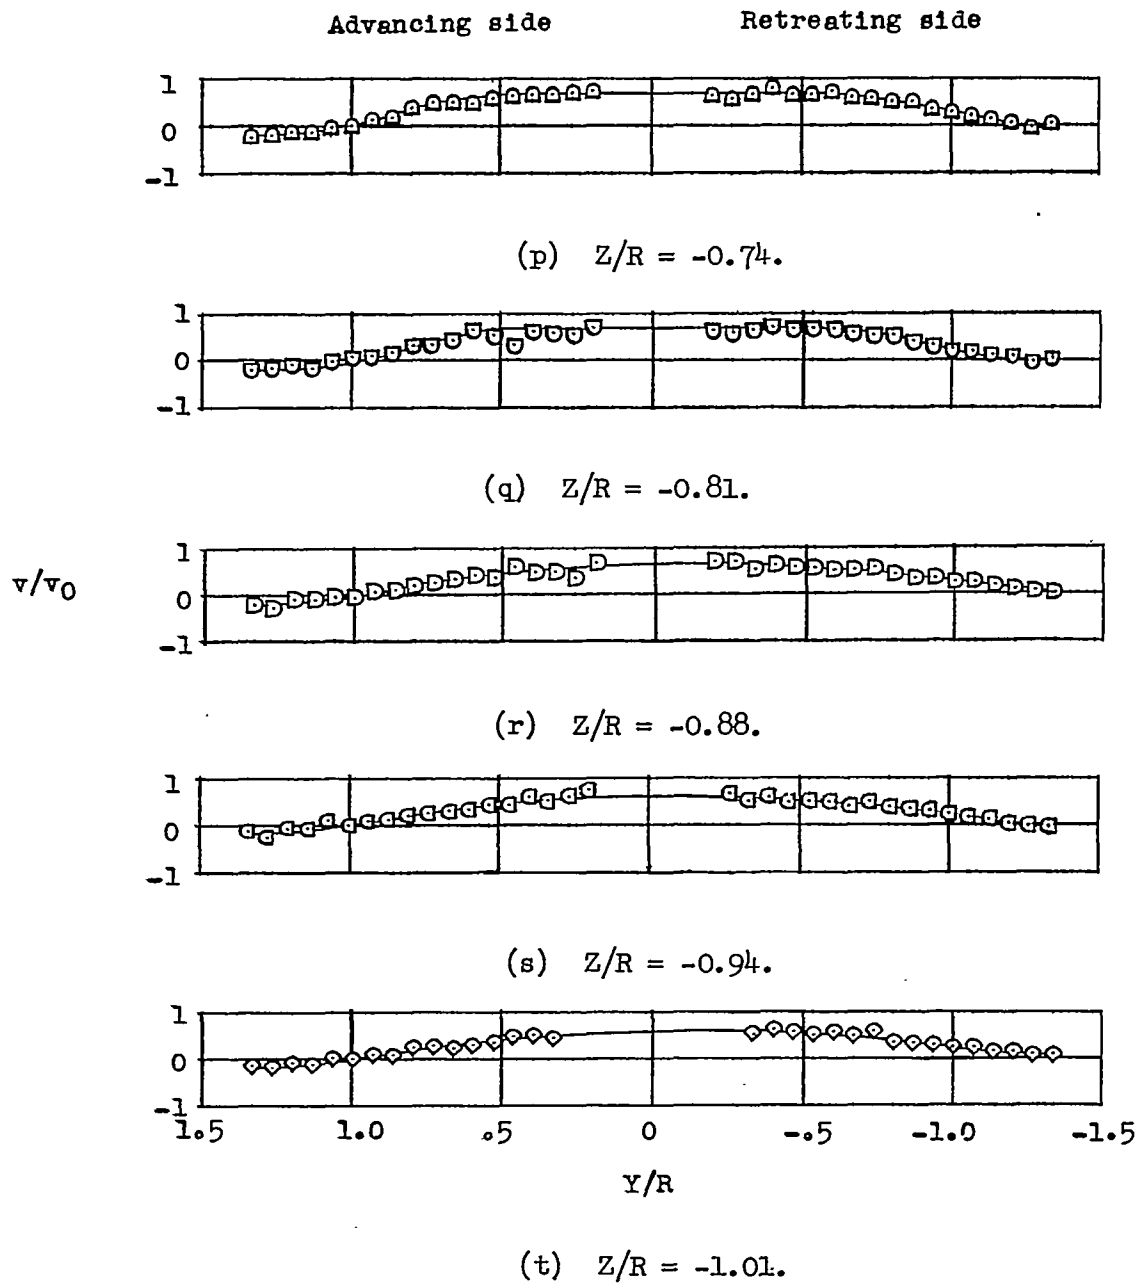 Advancing side Retreating side
1
0
-1
(p) Z/R = -0.74.
1
0
-1
(q) Z/R = -0.81.
1
v/v0
0
-1
(r) Z/R = -0.88.
1
0
-1
(s) Z/R = -0.94.
1
0
-1
1.5 1.0 .5 0 -.5 -1.0 -1.5
Y/R
(t) Z/R = -1.01.